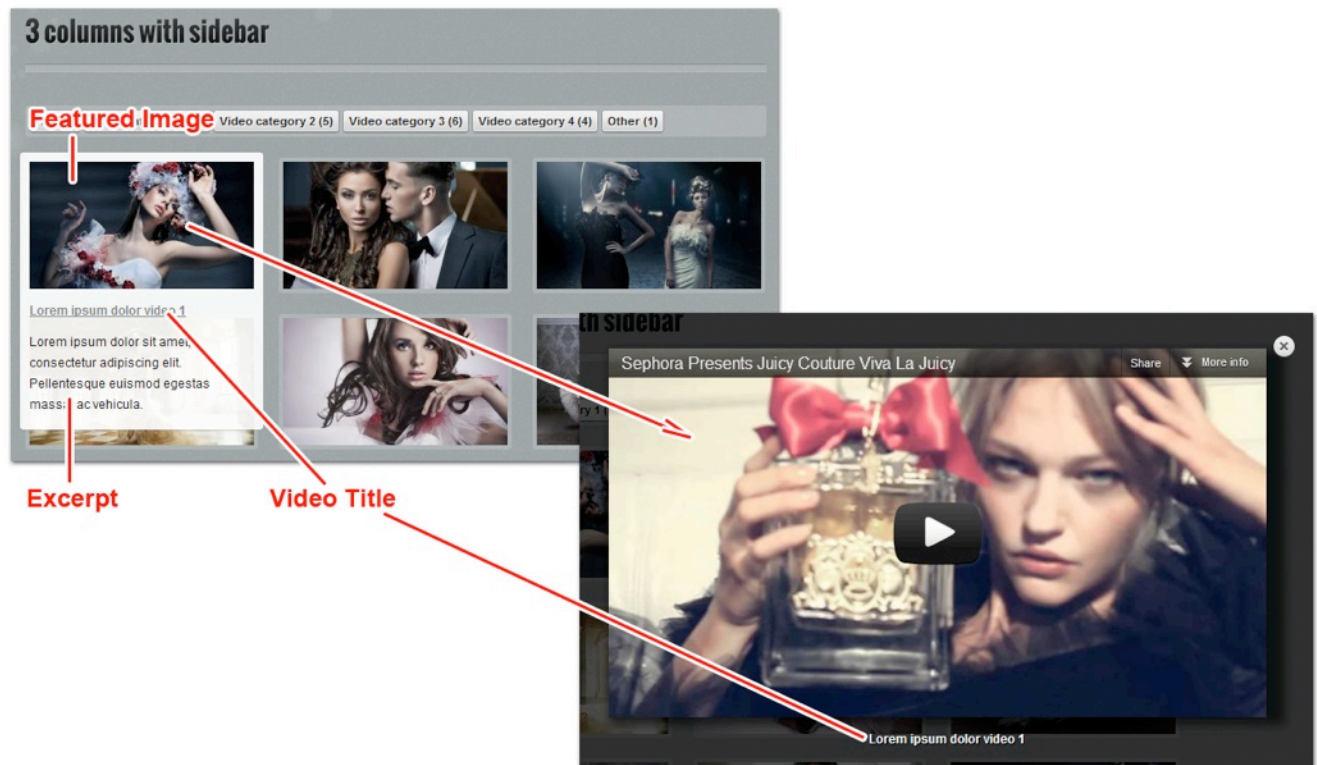 3 columns with sidebar
Featured Image Video category 2 (5) Video category 3 (6) Video category 4 (4) Other (1)
Lorem ipsum dolor video 1
Lorem ipsum dolor sit amet,
consectetur adipiscing elit.
Pellentesque euismod egestas
massa ac vehicula.
Excerpt
Video Title
th sidebar
Sephora Presents Juicy Couture Viva La Juicy
Share
More info
ry 1 (
Lorem ipsum dolor video 1